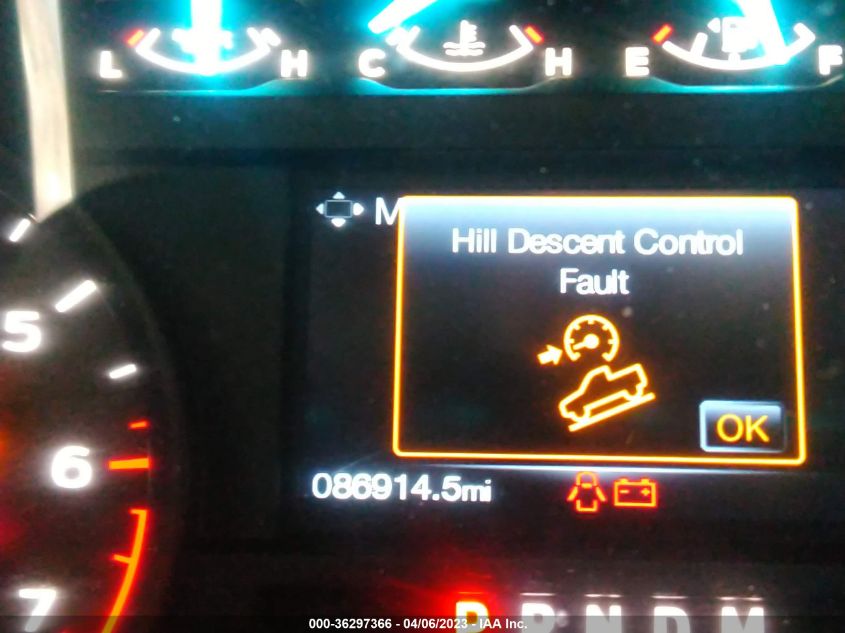 L H C H E F
M
Hill Descent Control
Fault
5
OK
6
086914.5mi
7
P R N D M
000-36297366 - 04/06/2023 - IAA Inc.